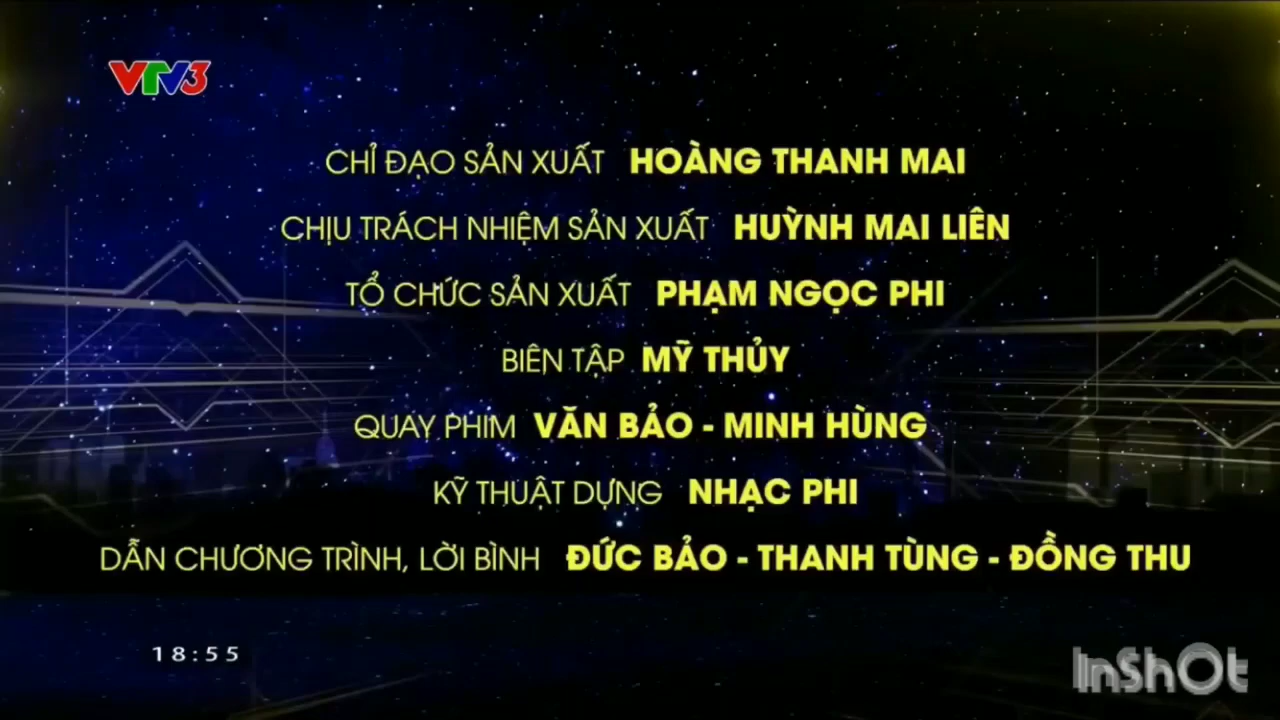 VTV3
CHỈ ĐẠO SẢN XUẤT HOÀNG THANH MAI
CHỊU TRÁCH NHIỆM SẢN XUẤT HUỲNH MAI LIÊN
TỔ CHỨC SẢN XUẤT PHẠM NGỌC PHI
BIÊN TẬP MỸ THỦY
QUAY PHIM VĂN BẢO - MINH HÙNG
KỸ THUẬT DỰNG NHẠC PHI
DẪN CHƯƠNG TRÌNH, LỜI BÌNH ĐỨC BẢO - THANH TÙNG - ĐỒNG THU
18:55
InShOt